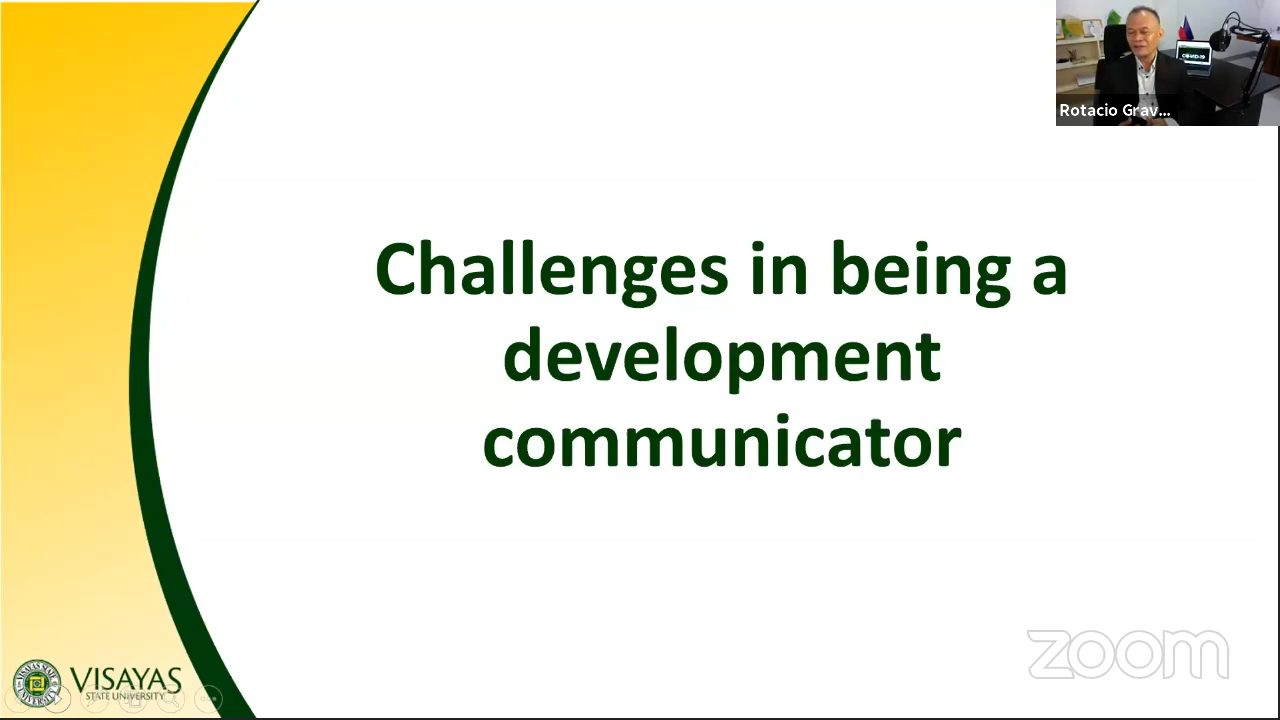 Rotacio Grav...
Challenges in being a
development
communicator
zoom
VISAYAS
STATE UNIVERSITY